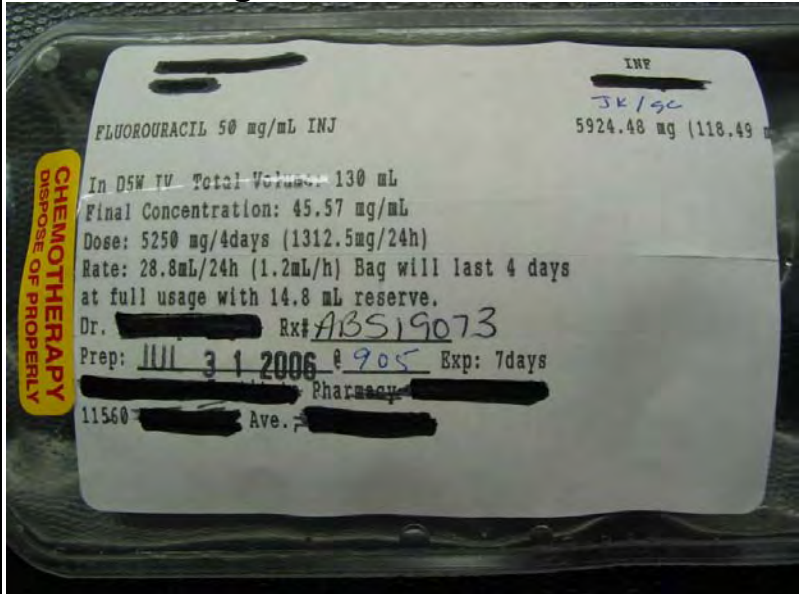 INF
JK/gc
FLUOROURACIL 50 mg/mL INJ 5924.48 mg (118.49
In D5W IV Total Volume: 130 mL
Final Concentration: 45.57 mg/mL
Dose: 5250 mg/4days (1312.5mg/24h)
Rate: 28.8mL/24h (1.2mL/h) Bag will last 4 days
at full usage with 14.8 mL reserve.
Dr. Rx# ABS19073
Prep: JUL 31 2006 @ 905 Exp: 7days
Pharmacy
11560 Ave.,
CHEMOTHERAPY
DISPOSE OF PROPERLY